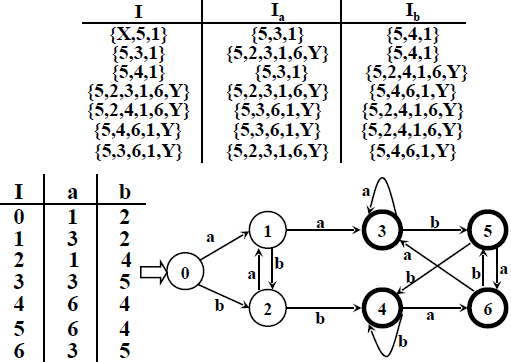 I Ia Ib
{X,5,1} {5,3,1} {5,4,1}
{5,3,1} {5,2,3,1,6,Y} {5,4,1}
{5,4,1} {5,3,1} {5,2,4,1,6,Y}
{5,2,3,1,6,Y} {5,2,3,1,6,Y} {5,4,6,1,Y}
{5,2,4,1,6,Y} {5,3,6,1,Y} {5,2,4,1,6,Y}
{5,4,6,1,Y} {5,3,6,1,Y} {5,2,4,1,6,Y}
{5,3,6,1,Y} {5,2,3,1,6,Y} {5,4,6,1,Y}
I a b
0 1 2
1 3 2
2 1 4
3 3 5
4 6 4
5 6 4
6 3 5
a
a a b
1 3 5
0 a b a b b a
b 2 b 4 a 6
b